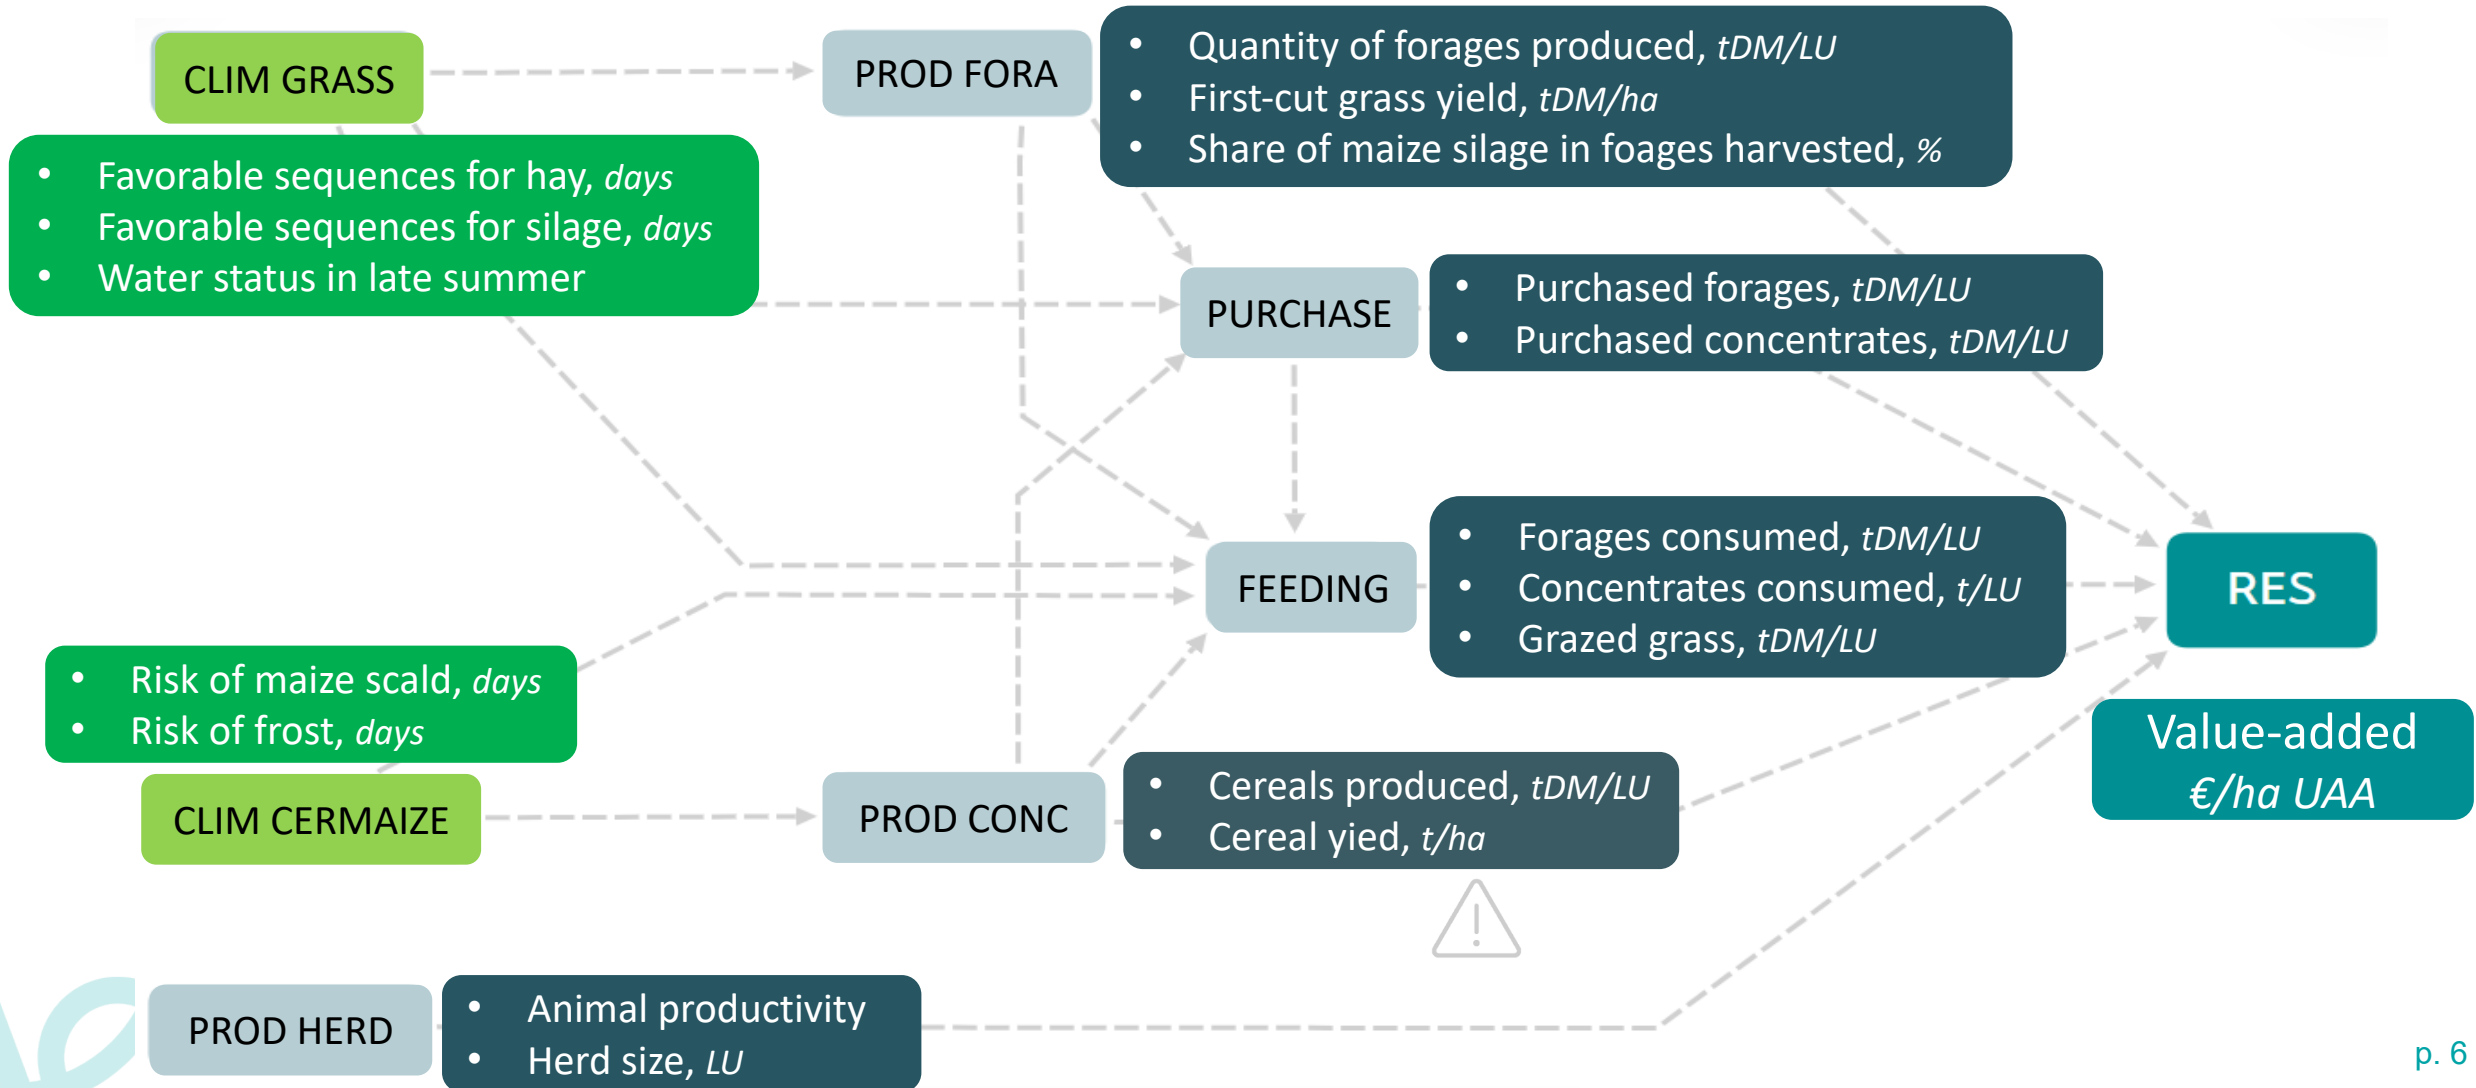 CLIM GRASS
PROD FORA
• Quantity of forages produced, tDM/LU
• First-cut grass yield, tDM/ha
• Share of maize silage in foages harvested, %
• Favorable sequences for hay, days
• Favorable sequences for silage, days
• Water status in late summer
PURCHASE
• Purchased forages, tDM/LU
• Purchased concentrates, tDM/LU
FEEDING
• Forages consumed, tDM/LU
• Concentrates consumed, t/LU
• Grazed grass, tDM/LU
RES
Value-added
€/ha UAA
• Risk of maize scald, days
• Risk of frost, days
CLIM CERMAIZE
PROD CONC
• Cereals produced, tDM/LU
• Cereal yied, t/ha
!
PROD HERD
• Animal productivity
• Herd size, LU
p. 6